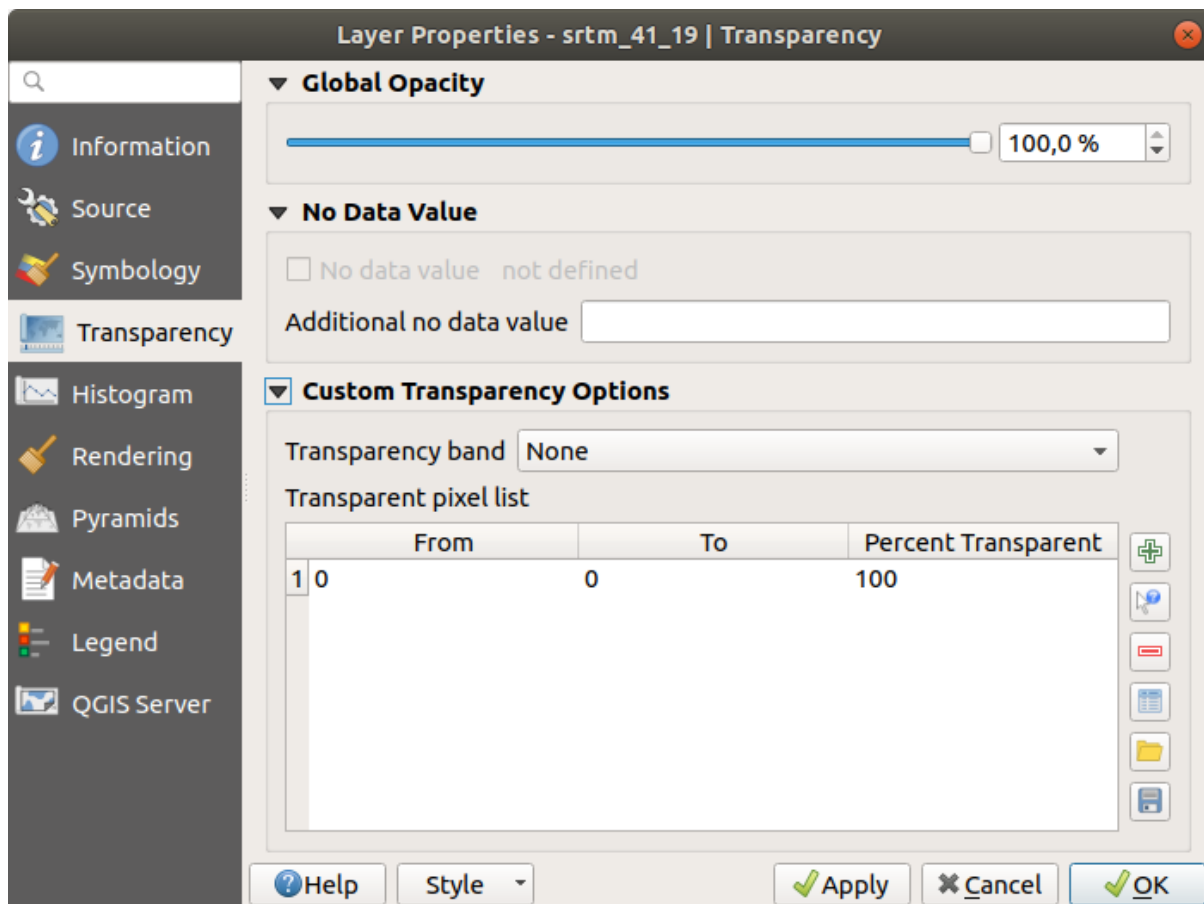 Layer Properties - srtm_41_19 | Transparency
Information
Source
Symbology
Transparency
Histogram
Rendering
Pyramids
Metadata
Legend
QGIS Server
Global Opacity
100,0 %
No Data Value
No data value not defined
Additional no data value
Custom Transparency Options
Transparency band None
Transparent pixel list
From To Percent Transparent
1 0 0 100
Help Style Apply Cancel OK